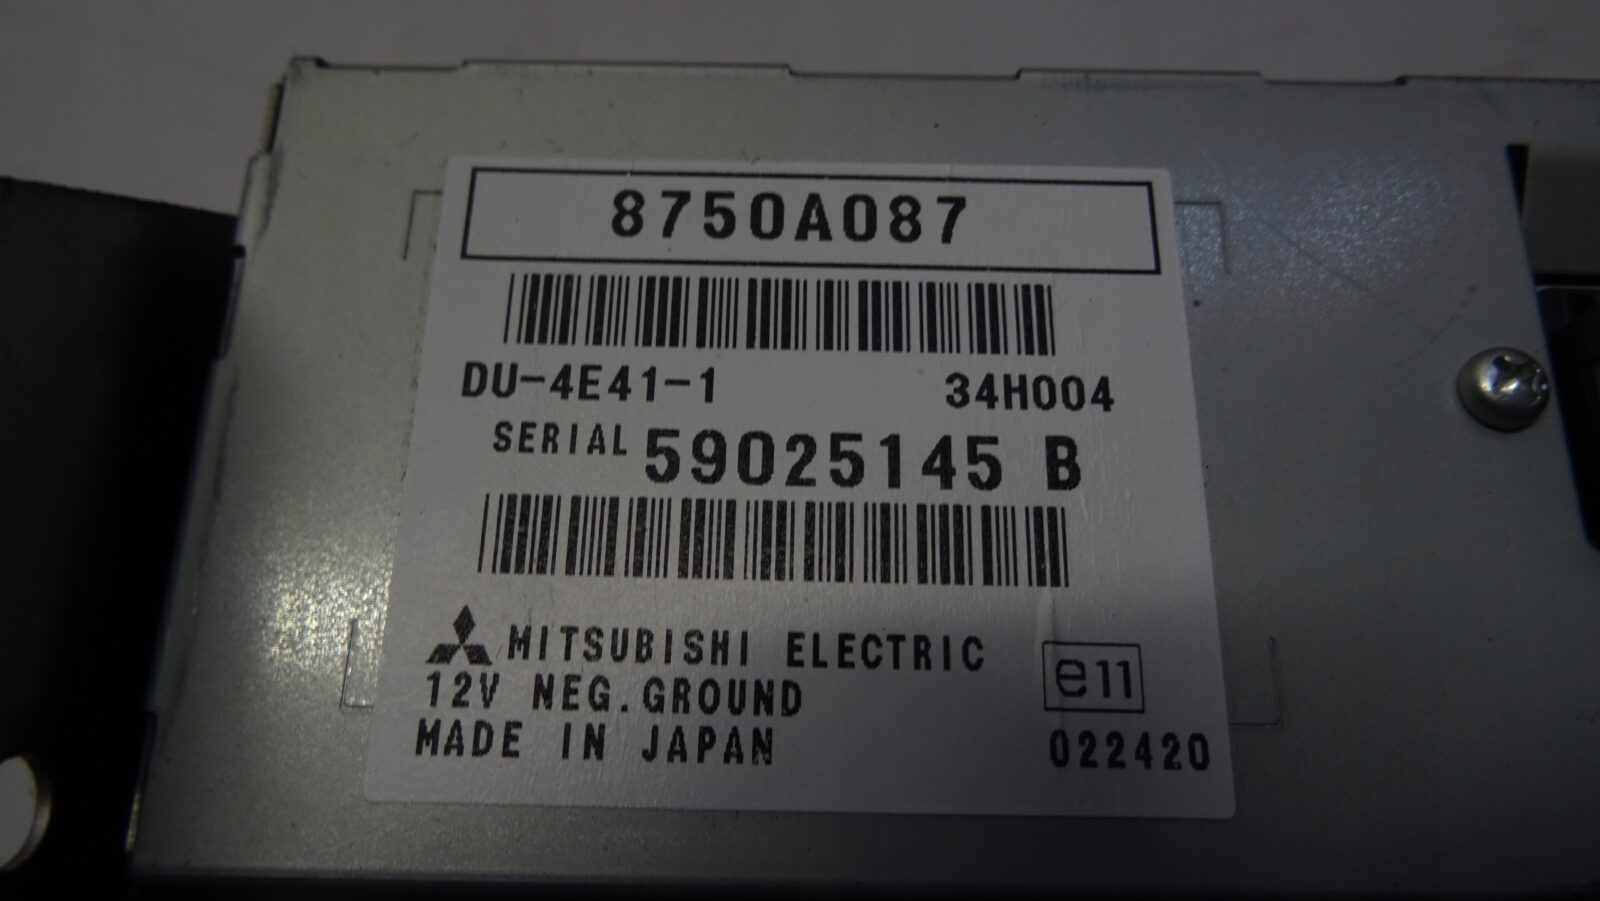 8750A087
DU-4E41-1 34H004
SERIAL 59025145 B
MITSUBISHI ELECTRIC
12V NEG.GROUND e11
MADE IN JAPAN 022420